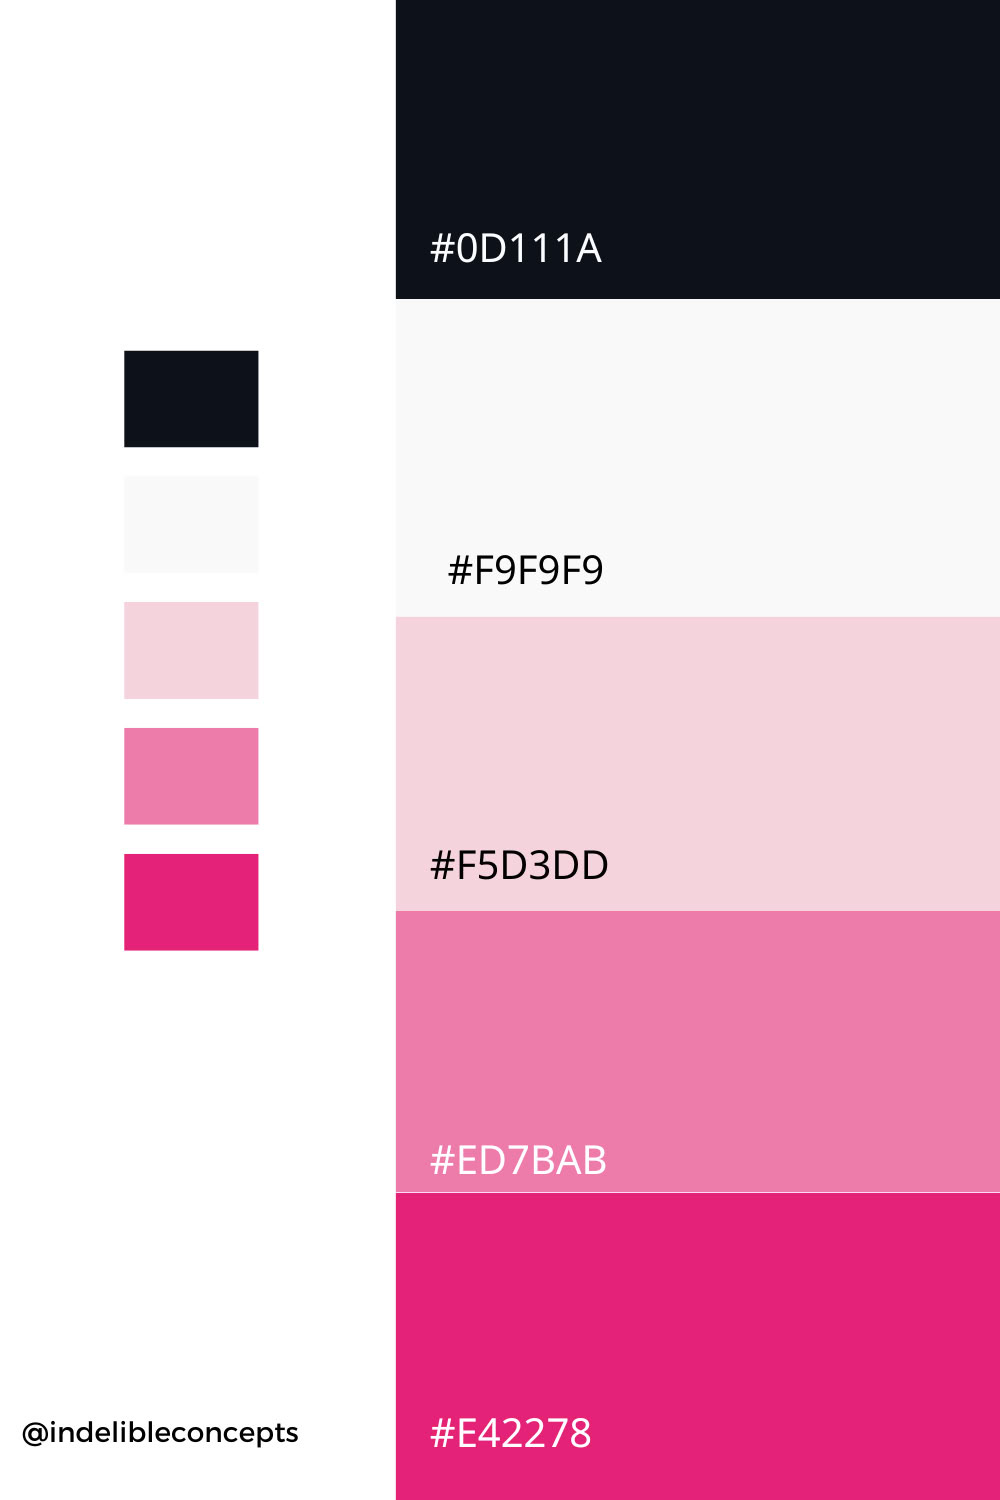 #0D111A
#F9F9F9
#F5D3DD
#ED7BAB
#E42278
@indelibleconcepts